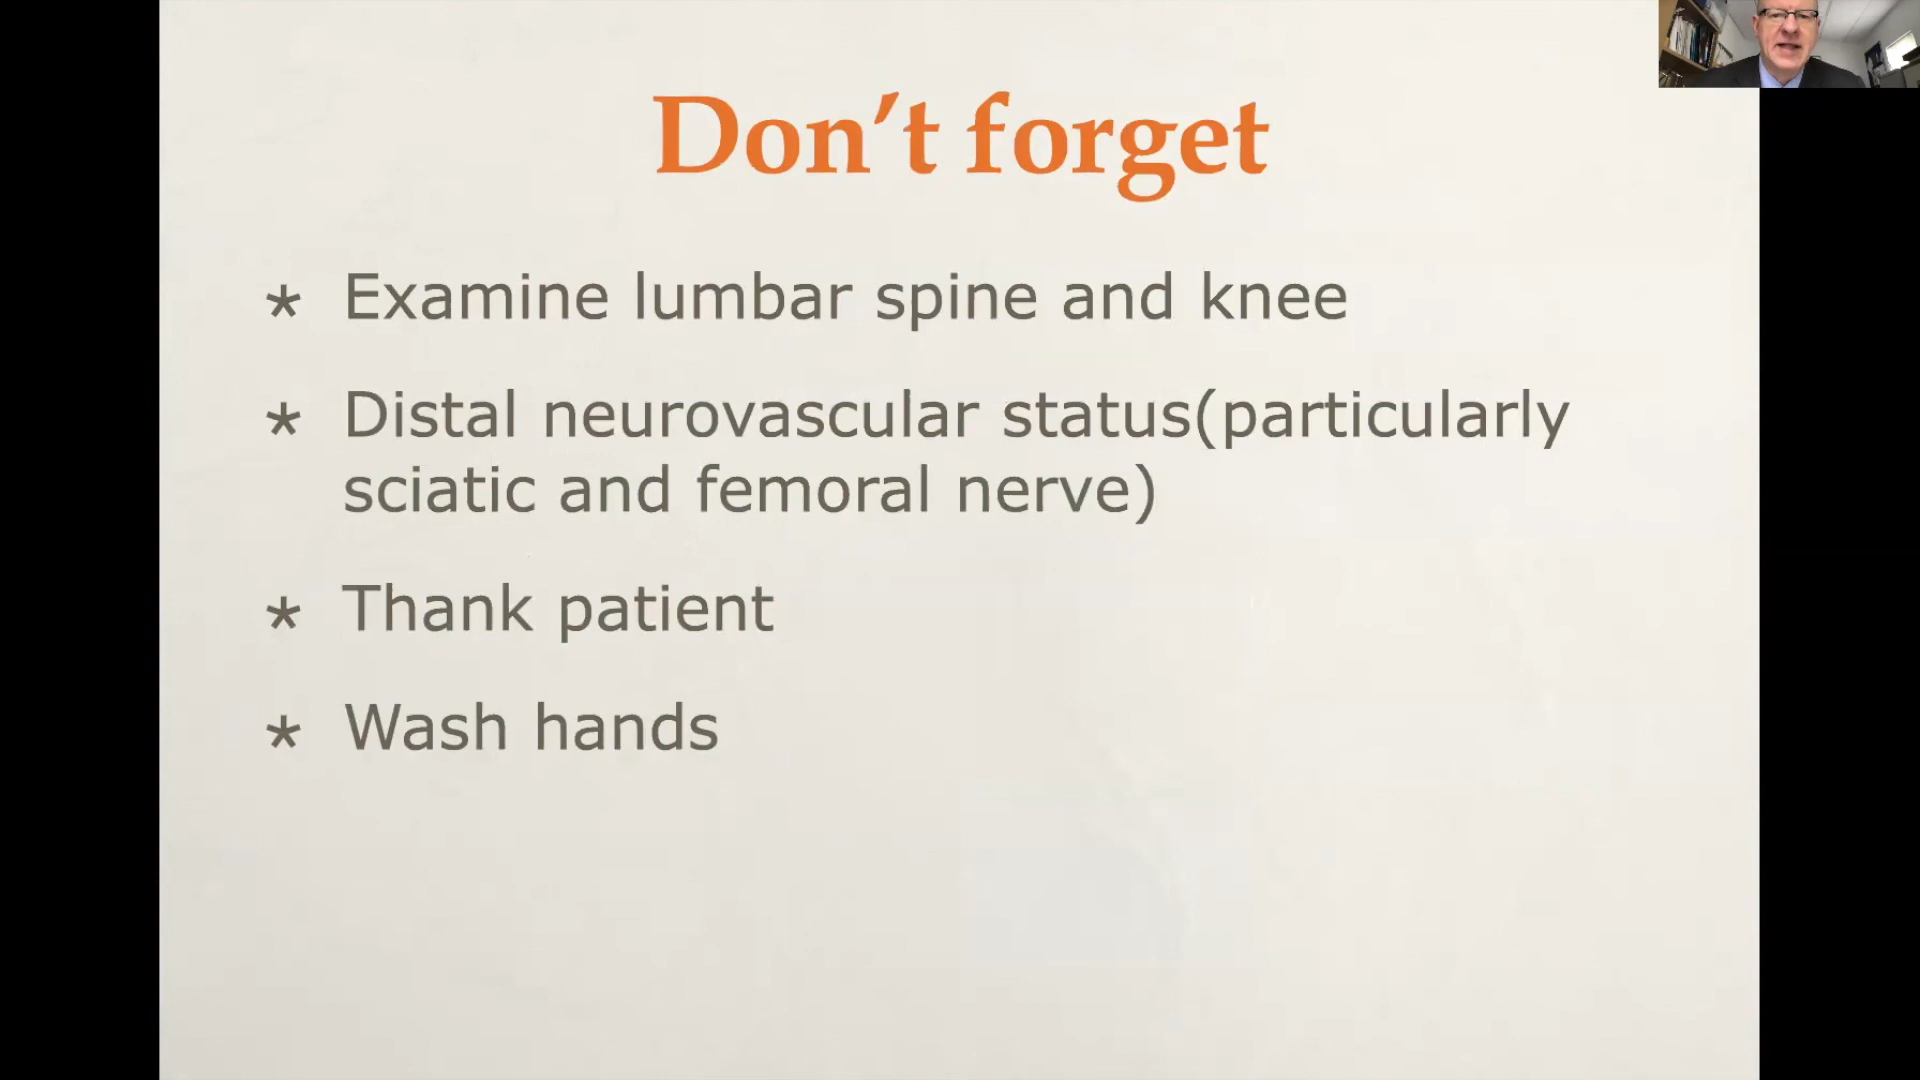 Don't forget
* Examine lumbar spine and knee
* Distal neurovascular status(particularly
sciatic and femoral nerve)
* Thank patient
* Wash hands